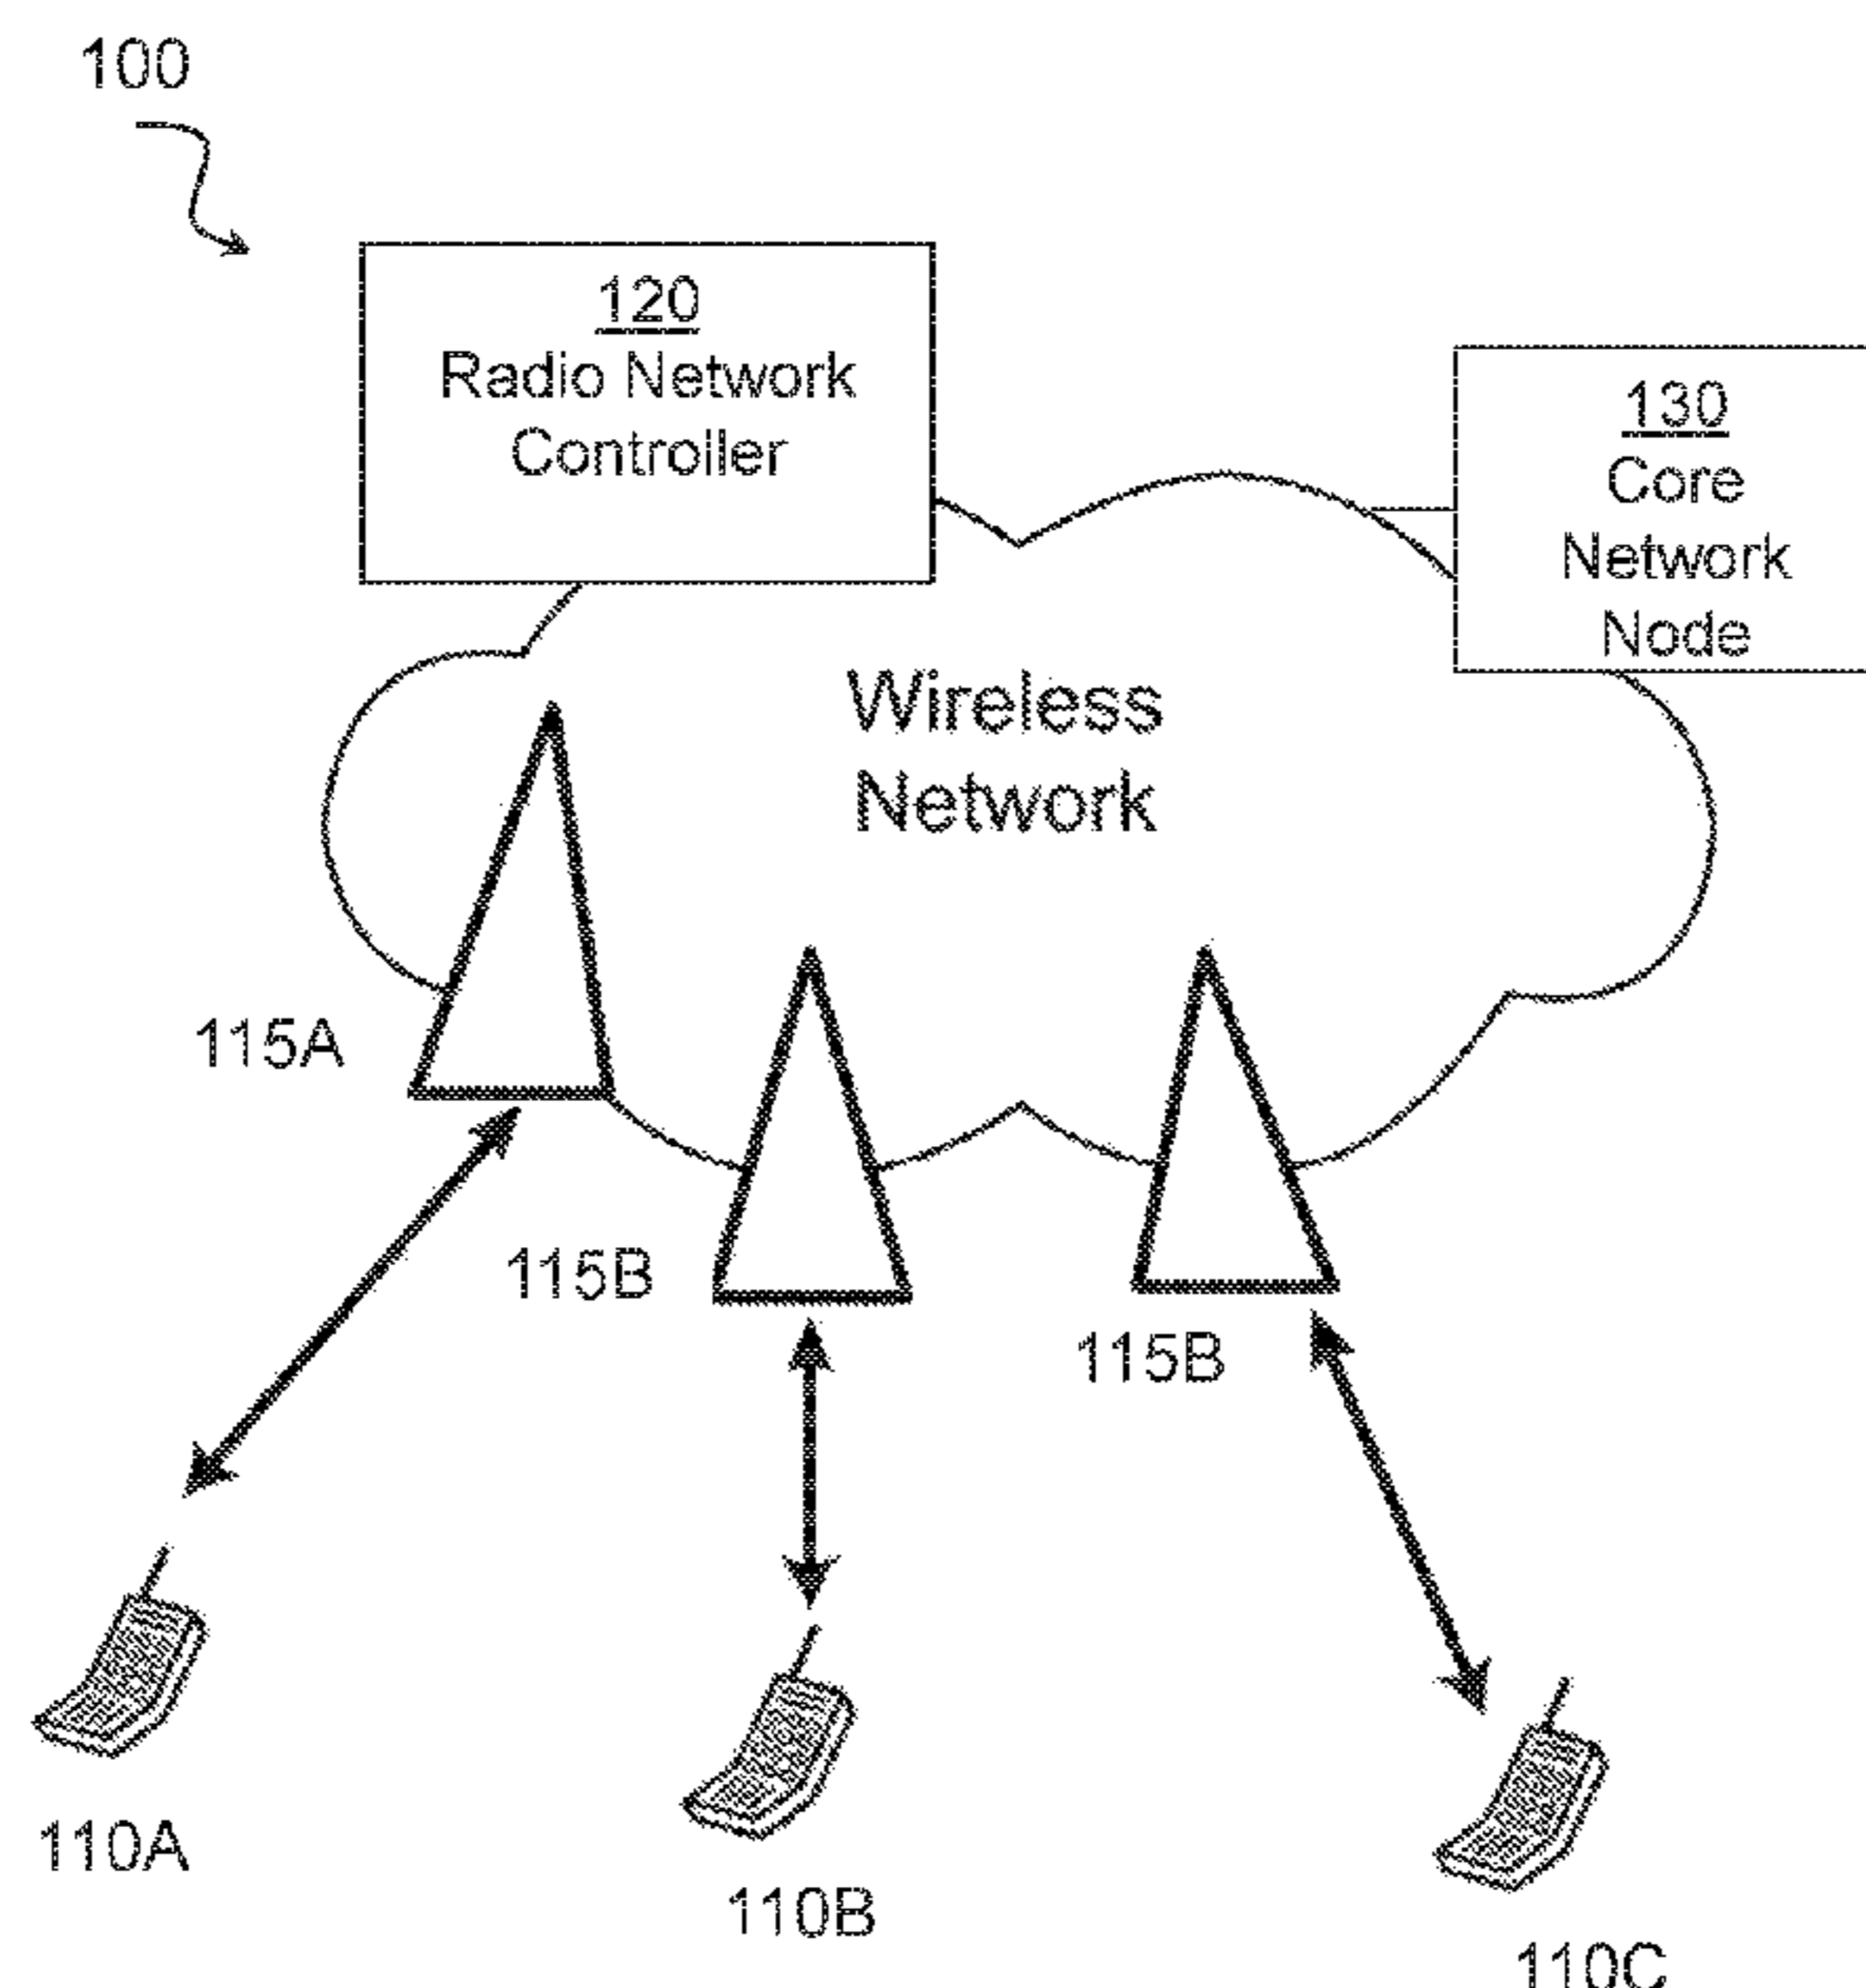 100
120
Radio Network
Controller
130
Core
Network
Node
Wireless
Network
115A
115B
115B
110A
110B
110C